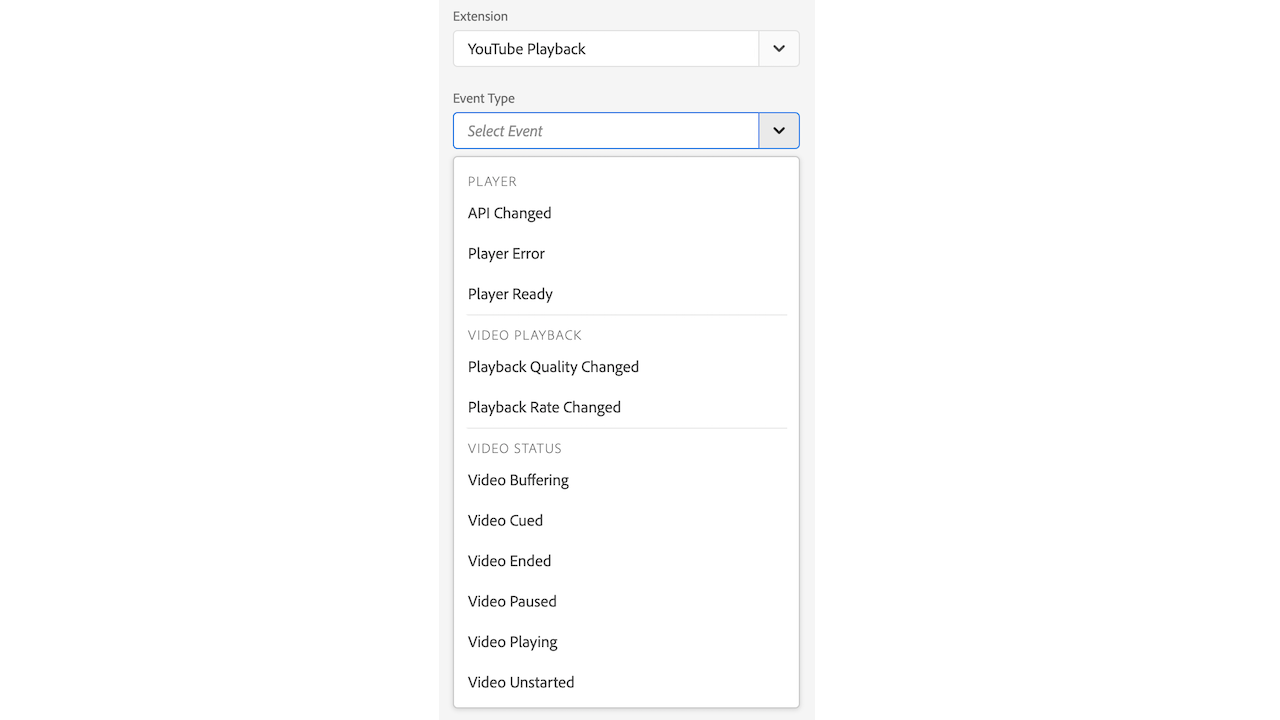 Extension
YouTube Playback
Event Type
Select Event
PLAYER
API Changed
Player Error
Player Ready
VIDEO PLAYBACK
Playback Quality Changed
Playback Rate Changed
VIDEO STATUS
Video Buffering
Video Cued
Video Ended
Video Paused
Video Playing
Video Unstarted